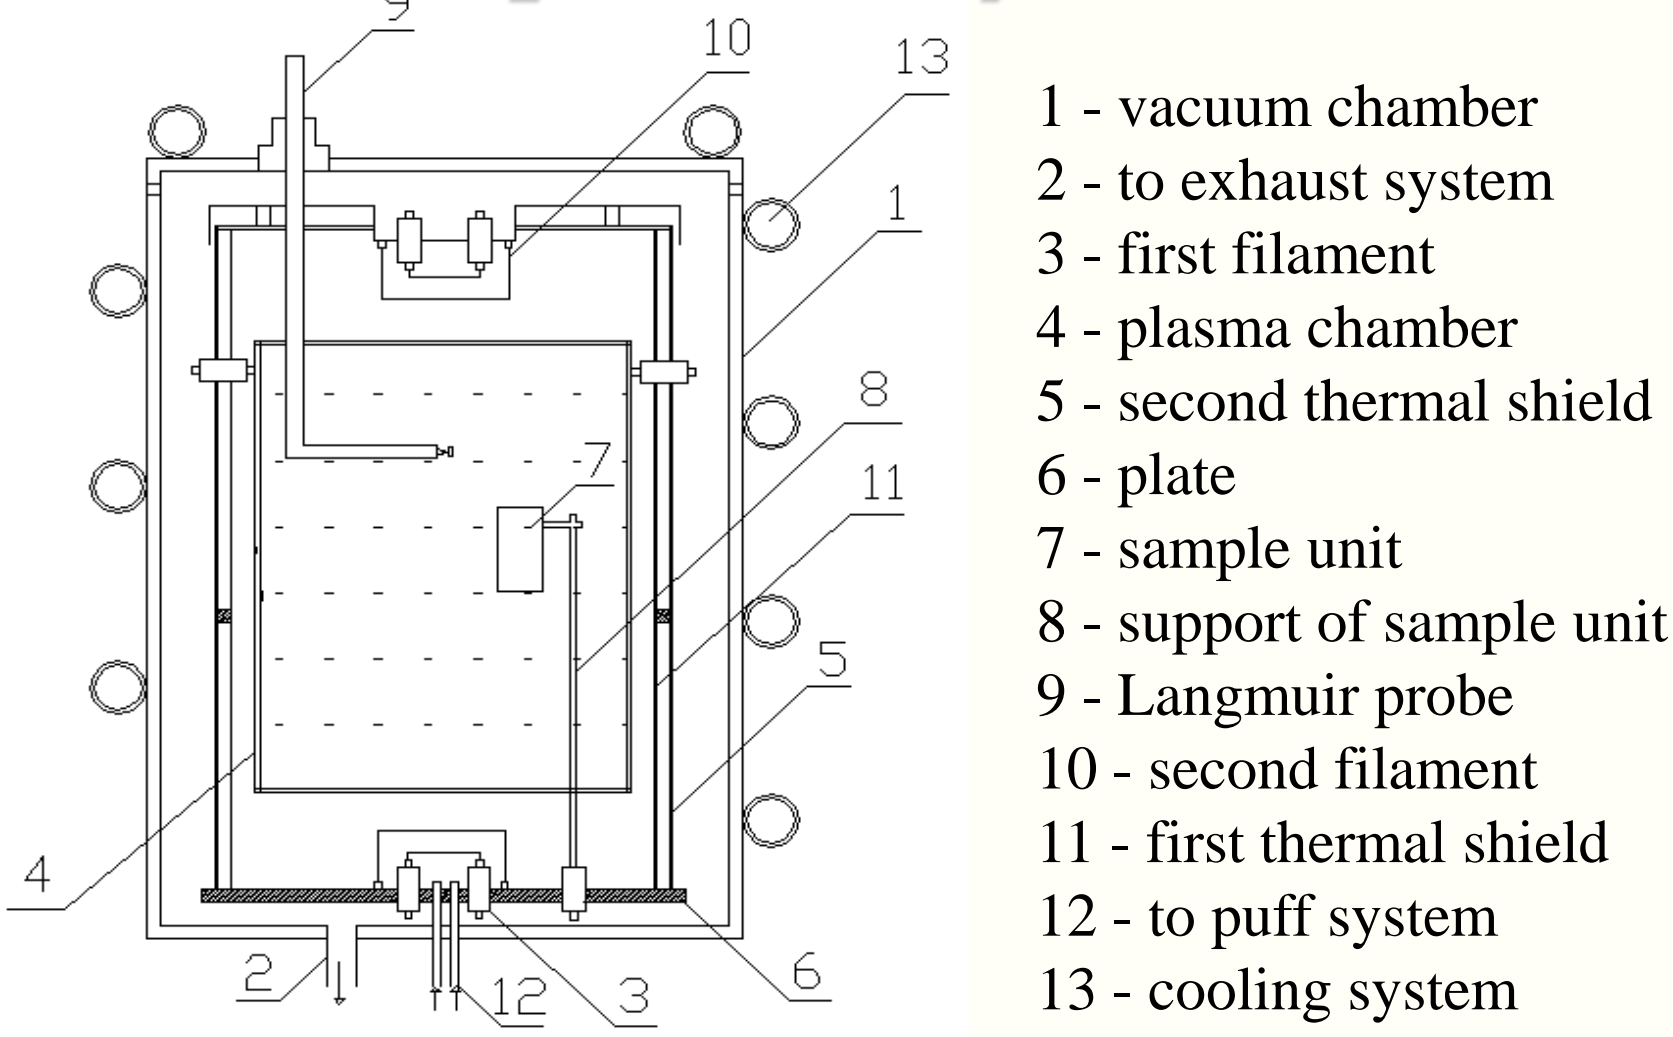 9
10
13
1
8
7
11
5
4
2
12
3
6
1 - vacuum chamber
2 - to exhaust system
3 - first filament
4 - plasma chamber
5 - second thermal shield
6 - plate
7 - sample unit
8 - support of sample unit
9 - Langmuir probe
10 - second filament
11 - first thermal shield
12 - to puff system
13 - cooling system